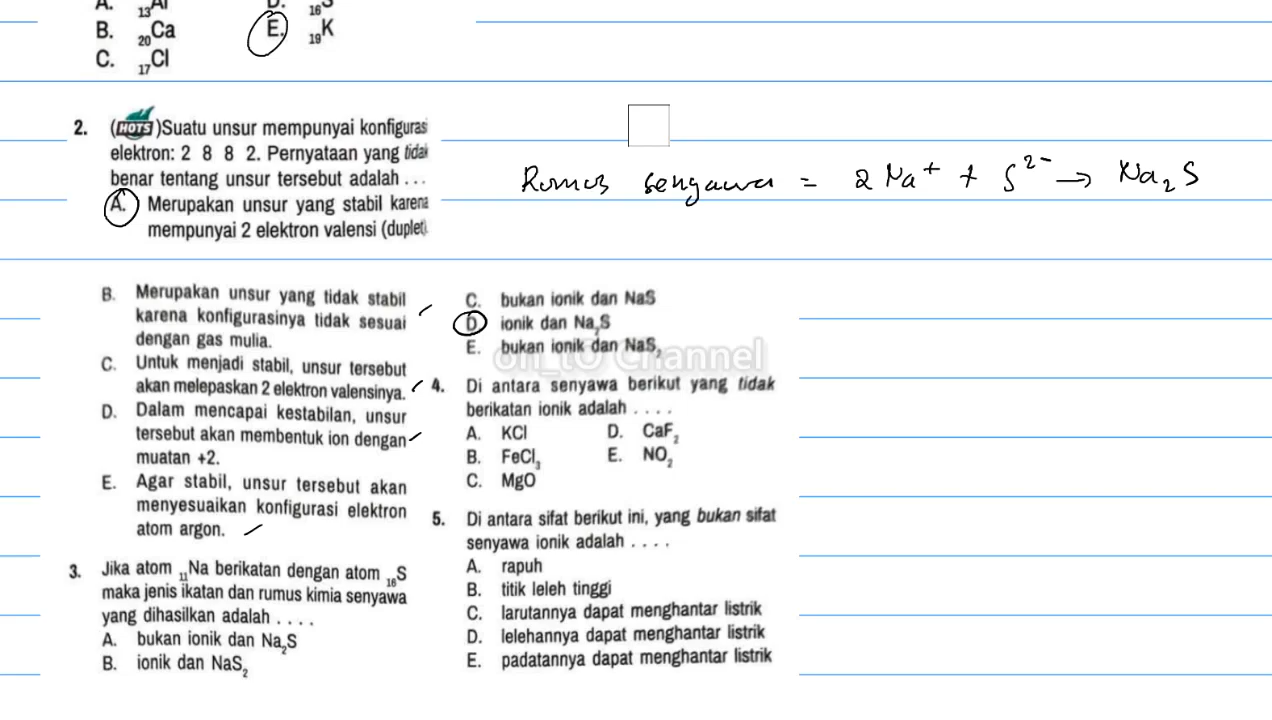 A. ₁₃Al D. ₁₆S
B. ₂₀Ca E. ₁₉K
C. ₁₇Cl
2. (HOTS)Suatu unsur mempunyai konfigurasi
elektron: 2 8 8 2. Pernyataan yang tidak
benar tentang unsur tersebut adalah ...
A. Merupakan unsur yang stabil karena
mempunyai 2 elektron valensi (duplet).
Rumus senyawa = 2 Na⁺ + S²⁻ → Na₂S
B. Merupakan unsur yang tidak stabil
karena konfigurasinya tidak sesuai
dengan gas mulia.
C. Untuk menjadi stabil, unsur tersebut
akan melepaskan 2 elektron valensinya.
D. Dalam mencapai kestabilan, unsur
tersebut akan membentuk ion dengan
muatan +2.
E. Agar stabil, unsur tersebut akan
menyesuaikan konfigurasi elektron
atom argon.
3. Jika atom ₁₁Na berikatan dengan atom ₁₆S
maka jenis ikatan dan rumus kimia senyawa
yang dihasilkan adalah ....
A. bukan ionik dan Na₂S
B. ionik dan NaS₂
C. bukan ionik dan NaS
D ionik dan Na₂S
E. bukan ionik dan NaS₂
on_to Channel
4. Di antara senyawa berikut yang tidak
berikatan ionik adalah ....
A. KCl D. CaF₂
B. FeCl₃ E. NO₂
C. MgO
5. Di antara sifat berikut ini, yang bukan sifat
senyawa ionik adalah ....
A. rapuh
B. titik leleh tinggi
C. larutannya dapat menghantar listrik
D. lelehannya dapat menghantar listrik
E. padatannya dapat menghantar listrik